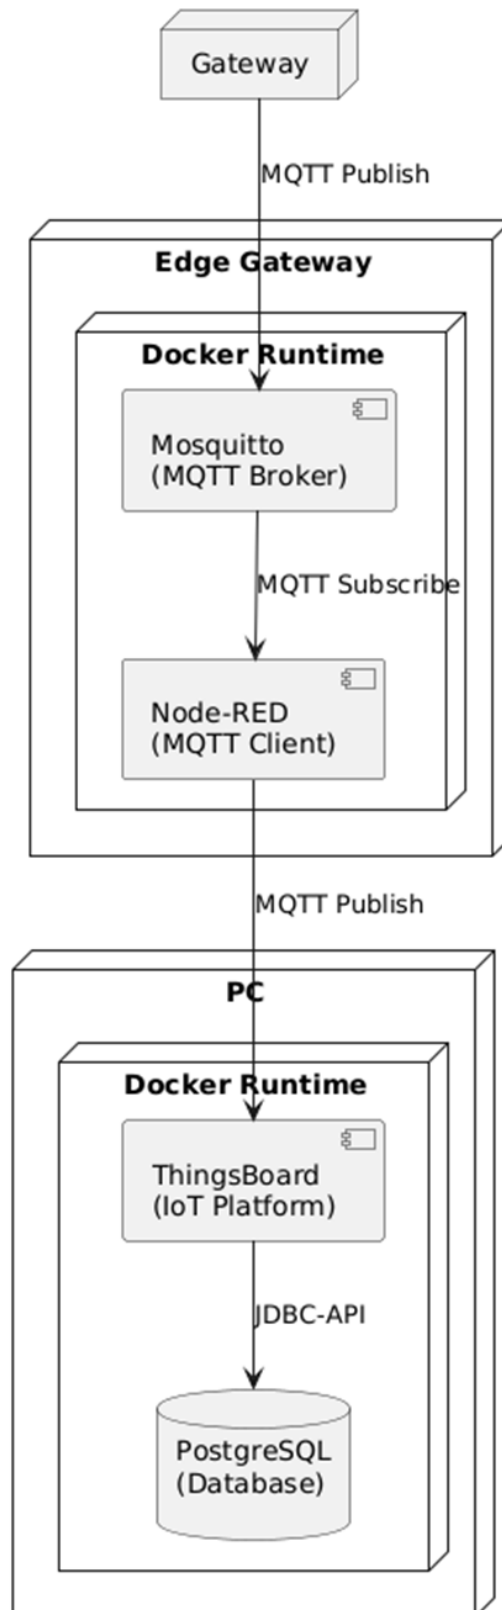 Gateway
MQTT Publish
Edge Gateway
Docker Runtime
Mosquitto
(MQTT Broker)
MQTT Subscribe
Node-RED
(MQTT Client)
MQTT Publish
PC
Docker Runtime
ThingsBoard
(IoT Platform)
JDBC-API
PostgreSQL
(Database)